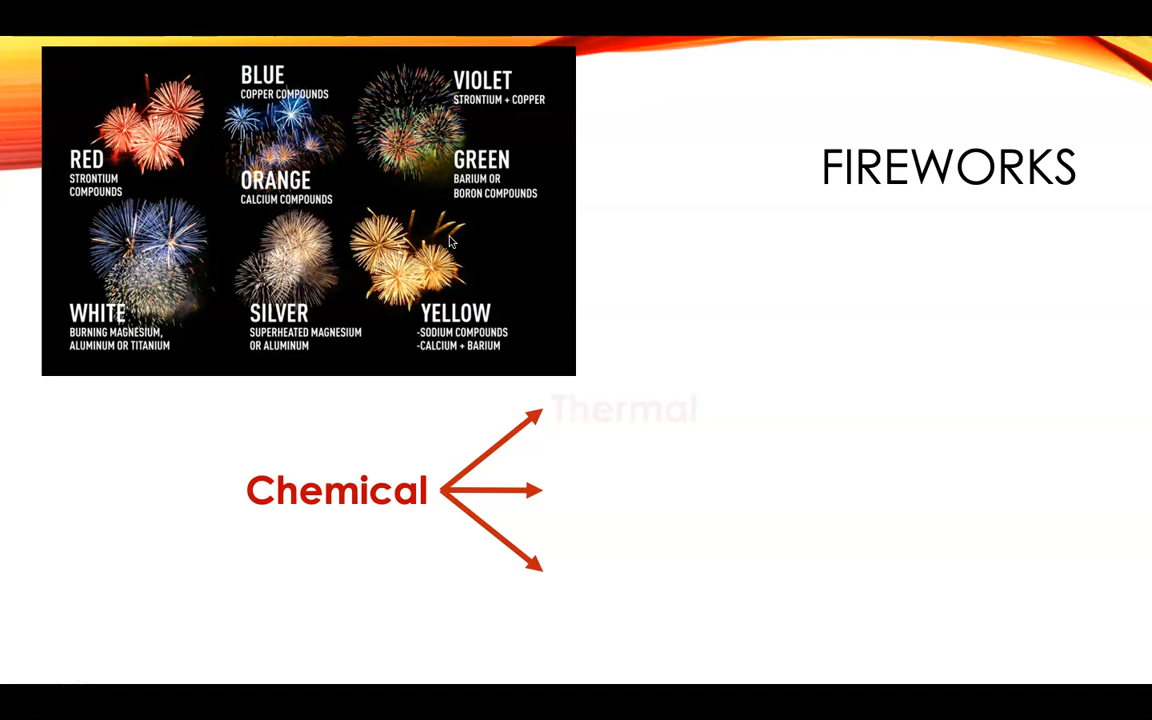 FIREWORKS
RED
STRONTIUM
COMPOUNDS
BLUE
COPPER COMPOUNDS
ORANGE
CALCIUM COMPOUNDS
VIOLET
STRONTIUM + COPPER
GREEN
BARIUM OR
BORON COMPOUNDS
WHITE
BURNING MAGNESIUM,
ALUMINUM OR TITANIUM
SILVER
SUPERHEATED MAGNESIUM
OR ALUMINUM
YELLOW
-SODIUM COMPOUNDS
-CALCIUM + BARIUM
Chemical
Thermal